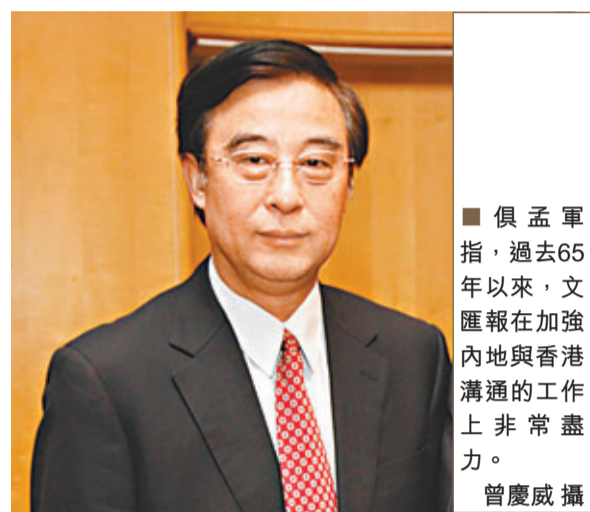 ■ 俱孟軍
指，過去65
年以來，文
匯報在加強
內地與香港
溝通的工作
上非常盡
力。
曾慶威 攝